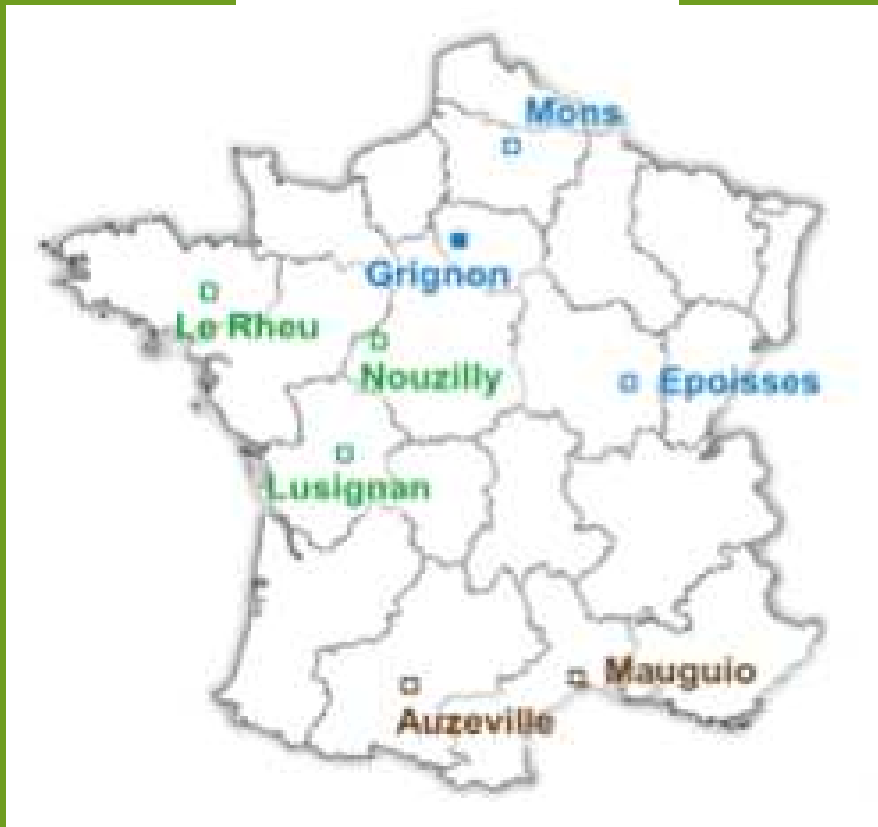 Mons
Grignon
Le Rheu
Nouzilly
Epoisses
Lusignan
Mauguio
Auzeville